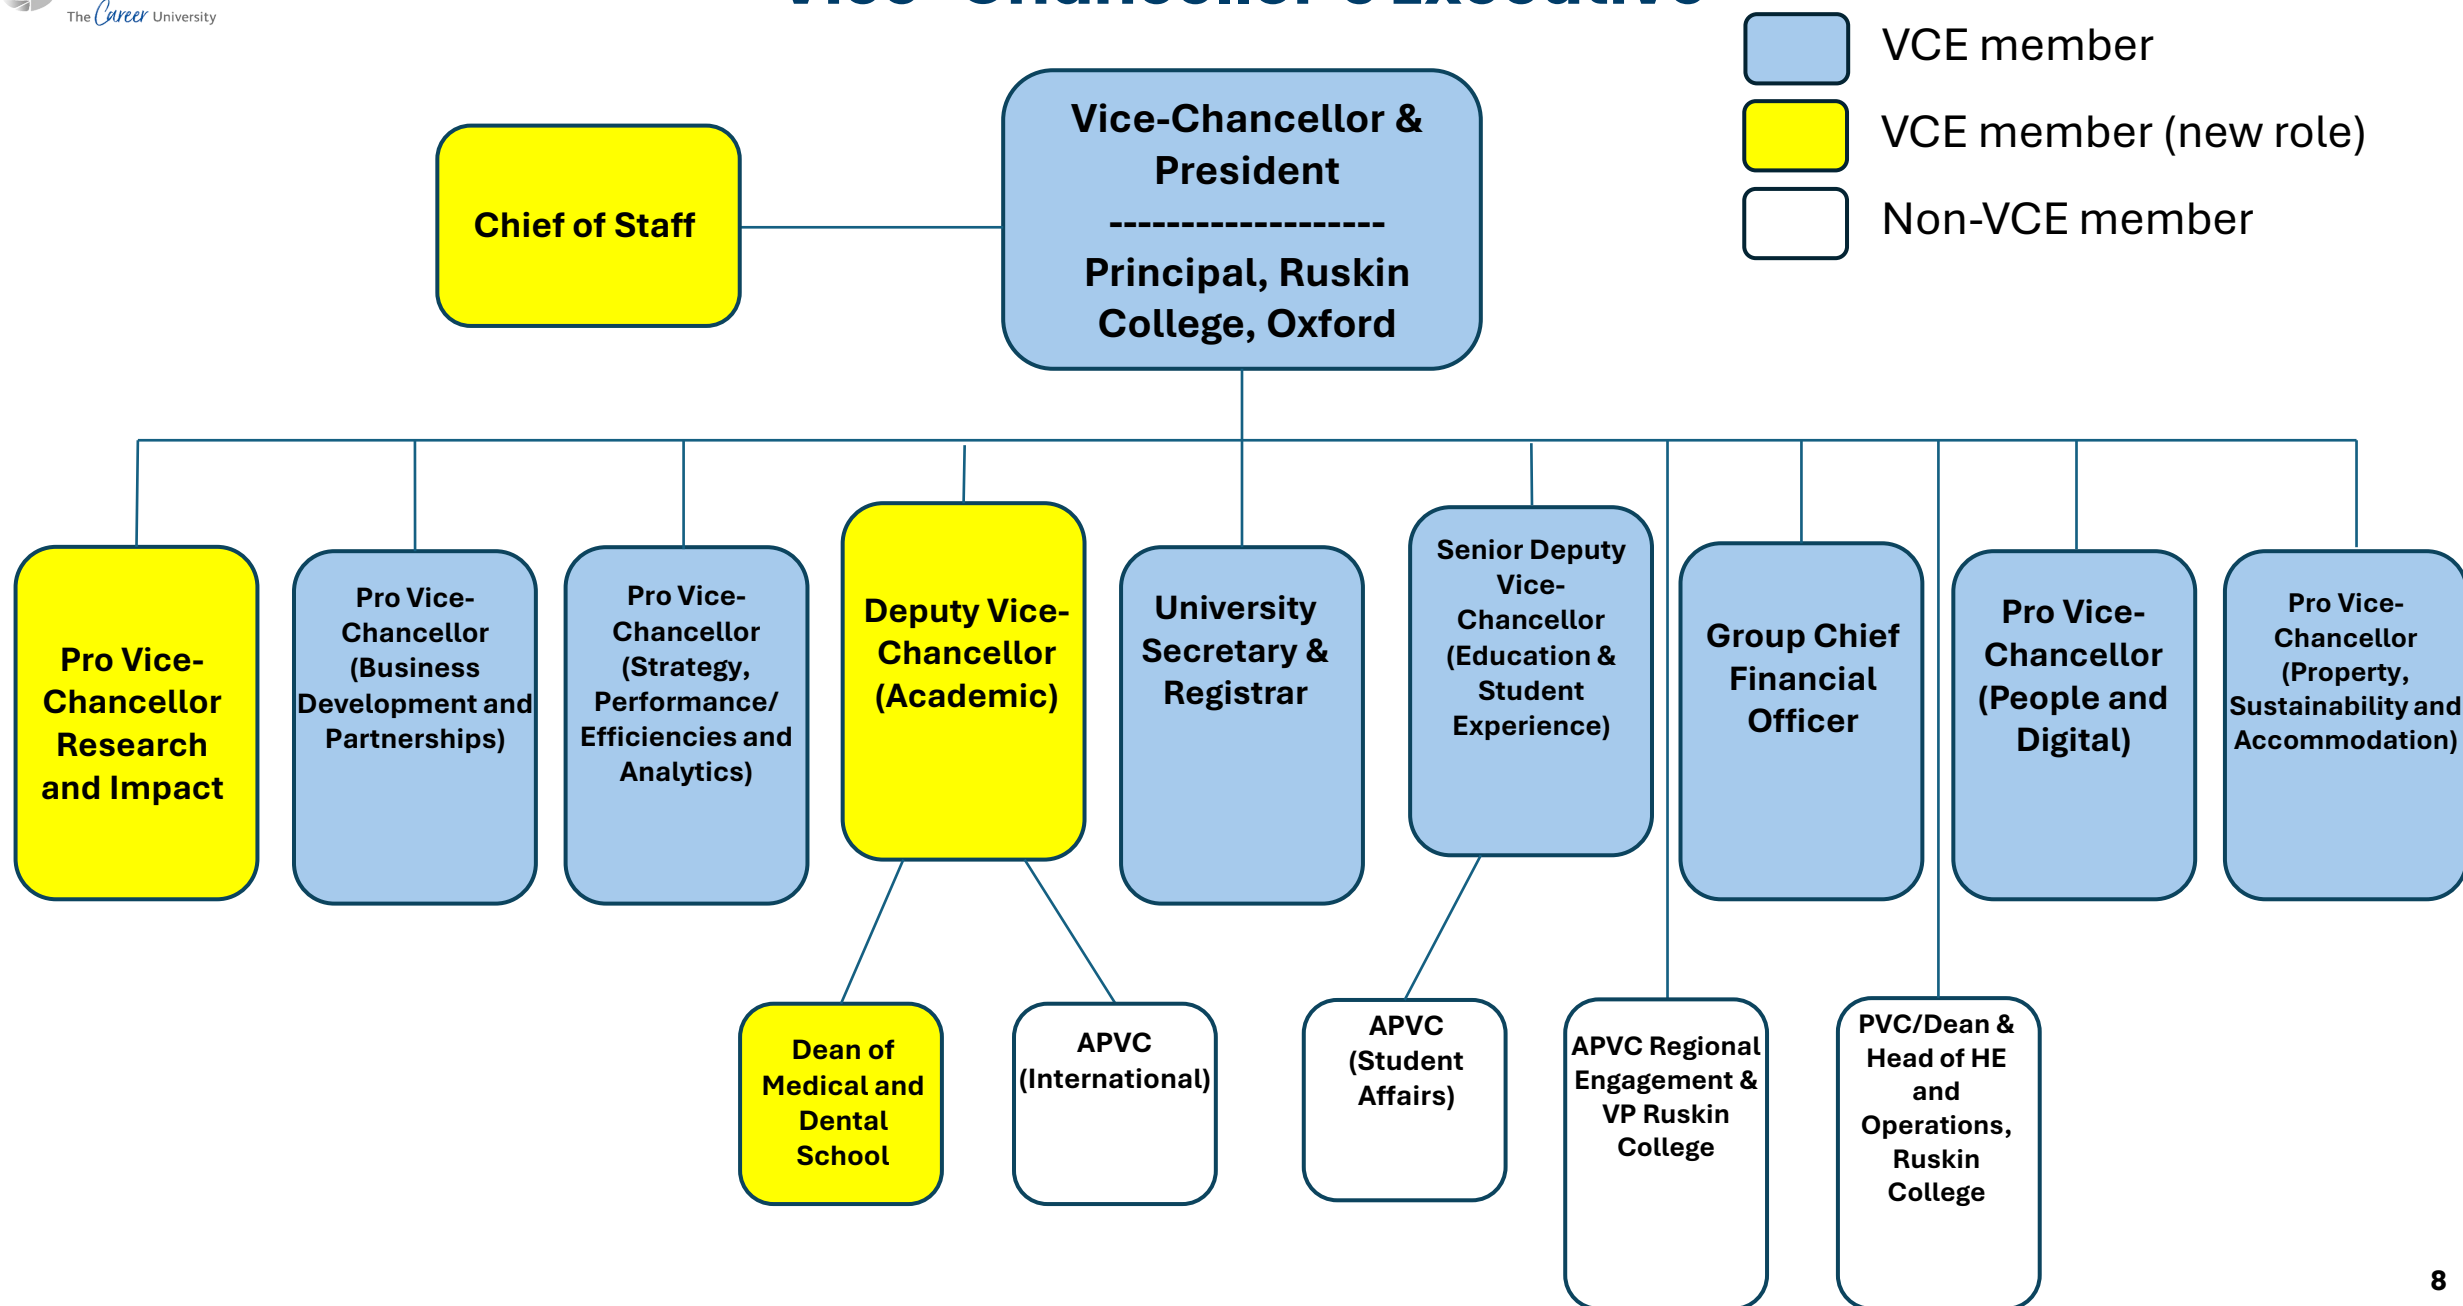 The Career University
Vice-Chancellor's Executive
VCE member
VCE member (new role)
Non-VCE member
Chief of Staff
Vice-Chancellor &
President
-------------------
Principal, Ruskin
College, Oxford
Pro Vice-
Chancellor
Research
and Impact
Pro Vice-
Chancellor
(Business
Development and
Partnerships)
Pro Vice-
Chancellor
(Strategy,
Performance/
Efficiencies and
Analytics)
Deputy Vice-
Chancellor
(Academic)
University
Secretary &
Registrar
Senior Deputy
Vice-
Chancellor
(Education &
Student
Experience)
Group Chief
Financial
Officer
Pro Vice-
Chancellor
(People and
Digital)
Pro Vice-
Chancellor
(Property,
Sustainability and
Accommodation)
Dean of
Medical and
Dental
School
APVC
(International)
APVC
(Student
Affairs)
APVC Regional
Engagement &
VP Ruskin
College
PVC/Dean &
Head of HE
and
Operations,
Ruskin
College
8